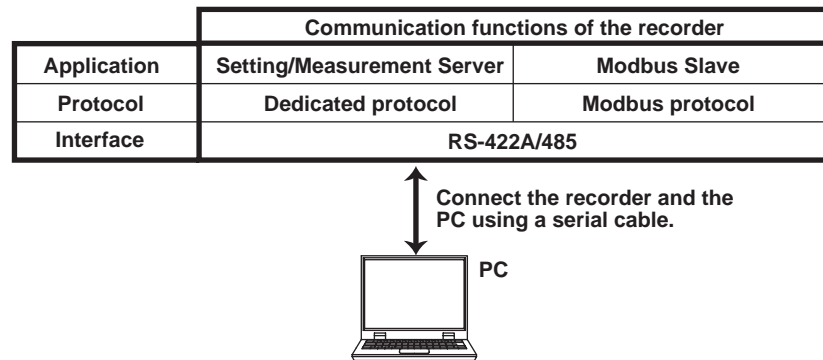 Communication functions of the recorder
Application Setting/Measurement Server Modbus Slave
Protocol Dedicated protocol Modbus protocol
Interface RS-422A/485
Connect the recorder and the
PC using a serial cable.
PC